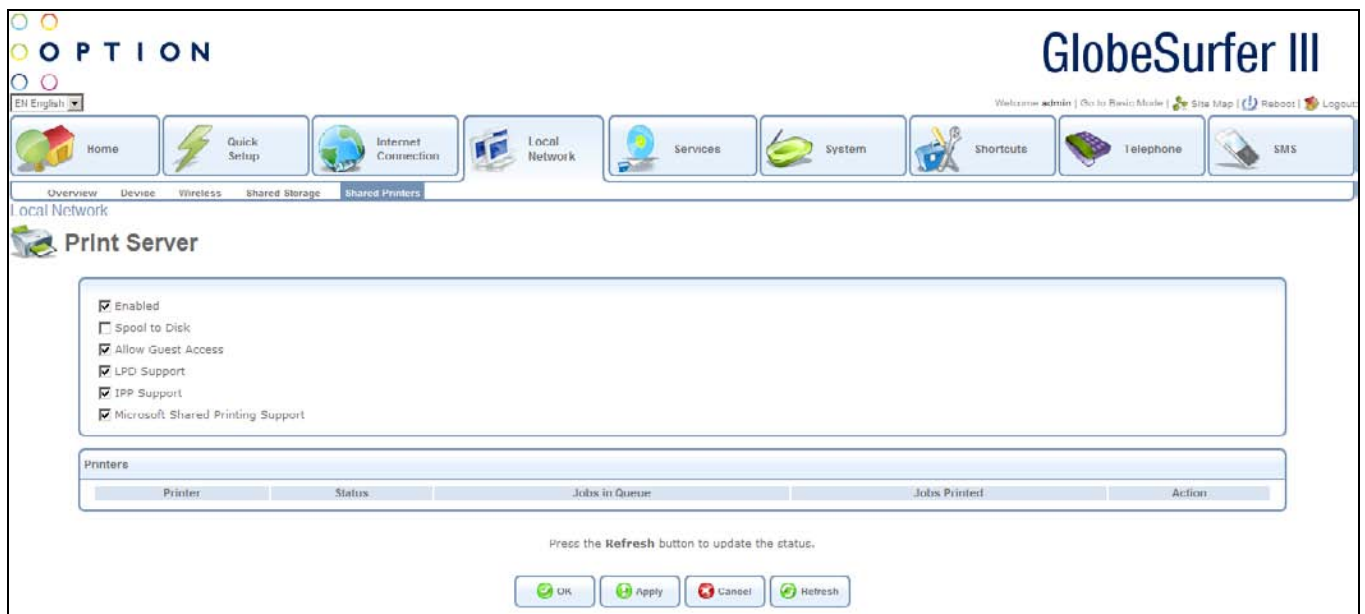 OPTION
GlobeSurfer III
EN English
Welcome admin | Go to Basic Mode | Site Map | Reboot | Logout
Home
Quick Setup
Internet Connection
Local Network
Services
System
Shortcuts
Telephone
SMS
Overview Device Wireless Shared Storage Shared Printers
Local Network
Print Server
Enabled
Spool to Disk
Allow Guest Access
LPD Support
IPP Support
Microsoft Shared Printing Support
Printers
Printer Status Jobs in Queue Jobs Printed Action
Press the Refresh button to update the status.
OK Apply Cancel Refresh